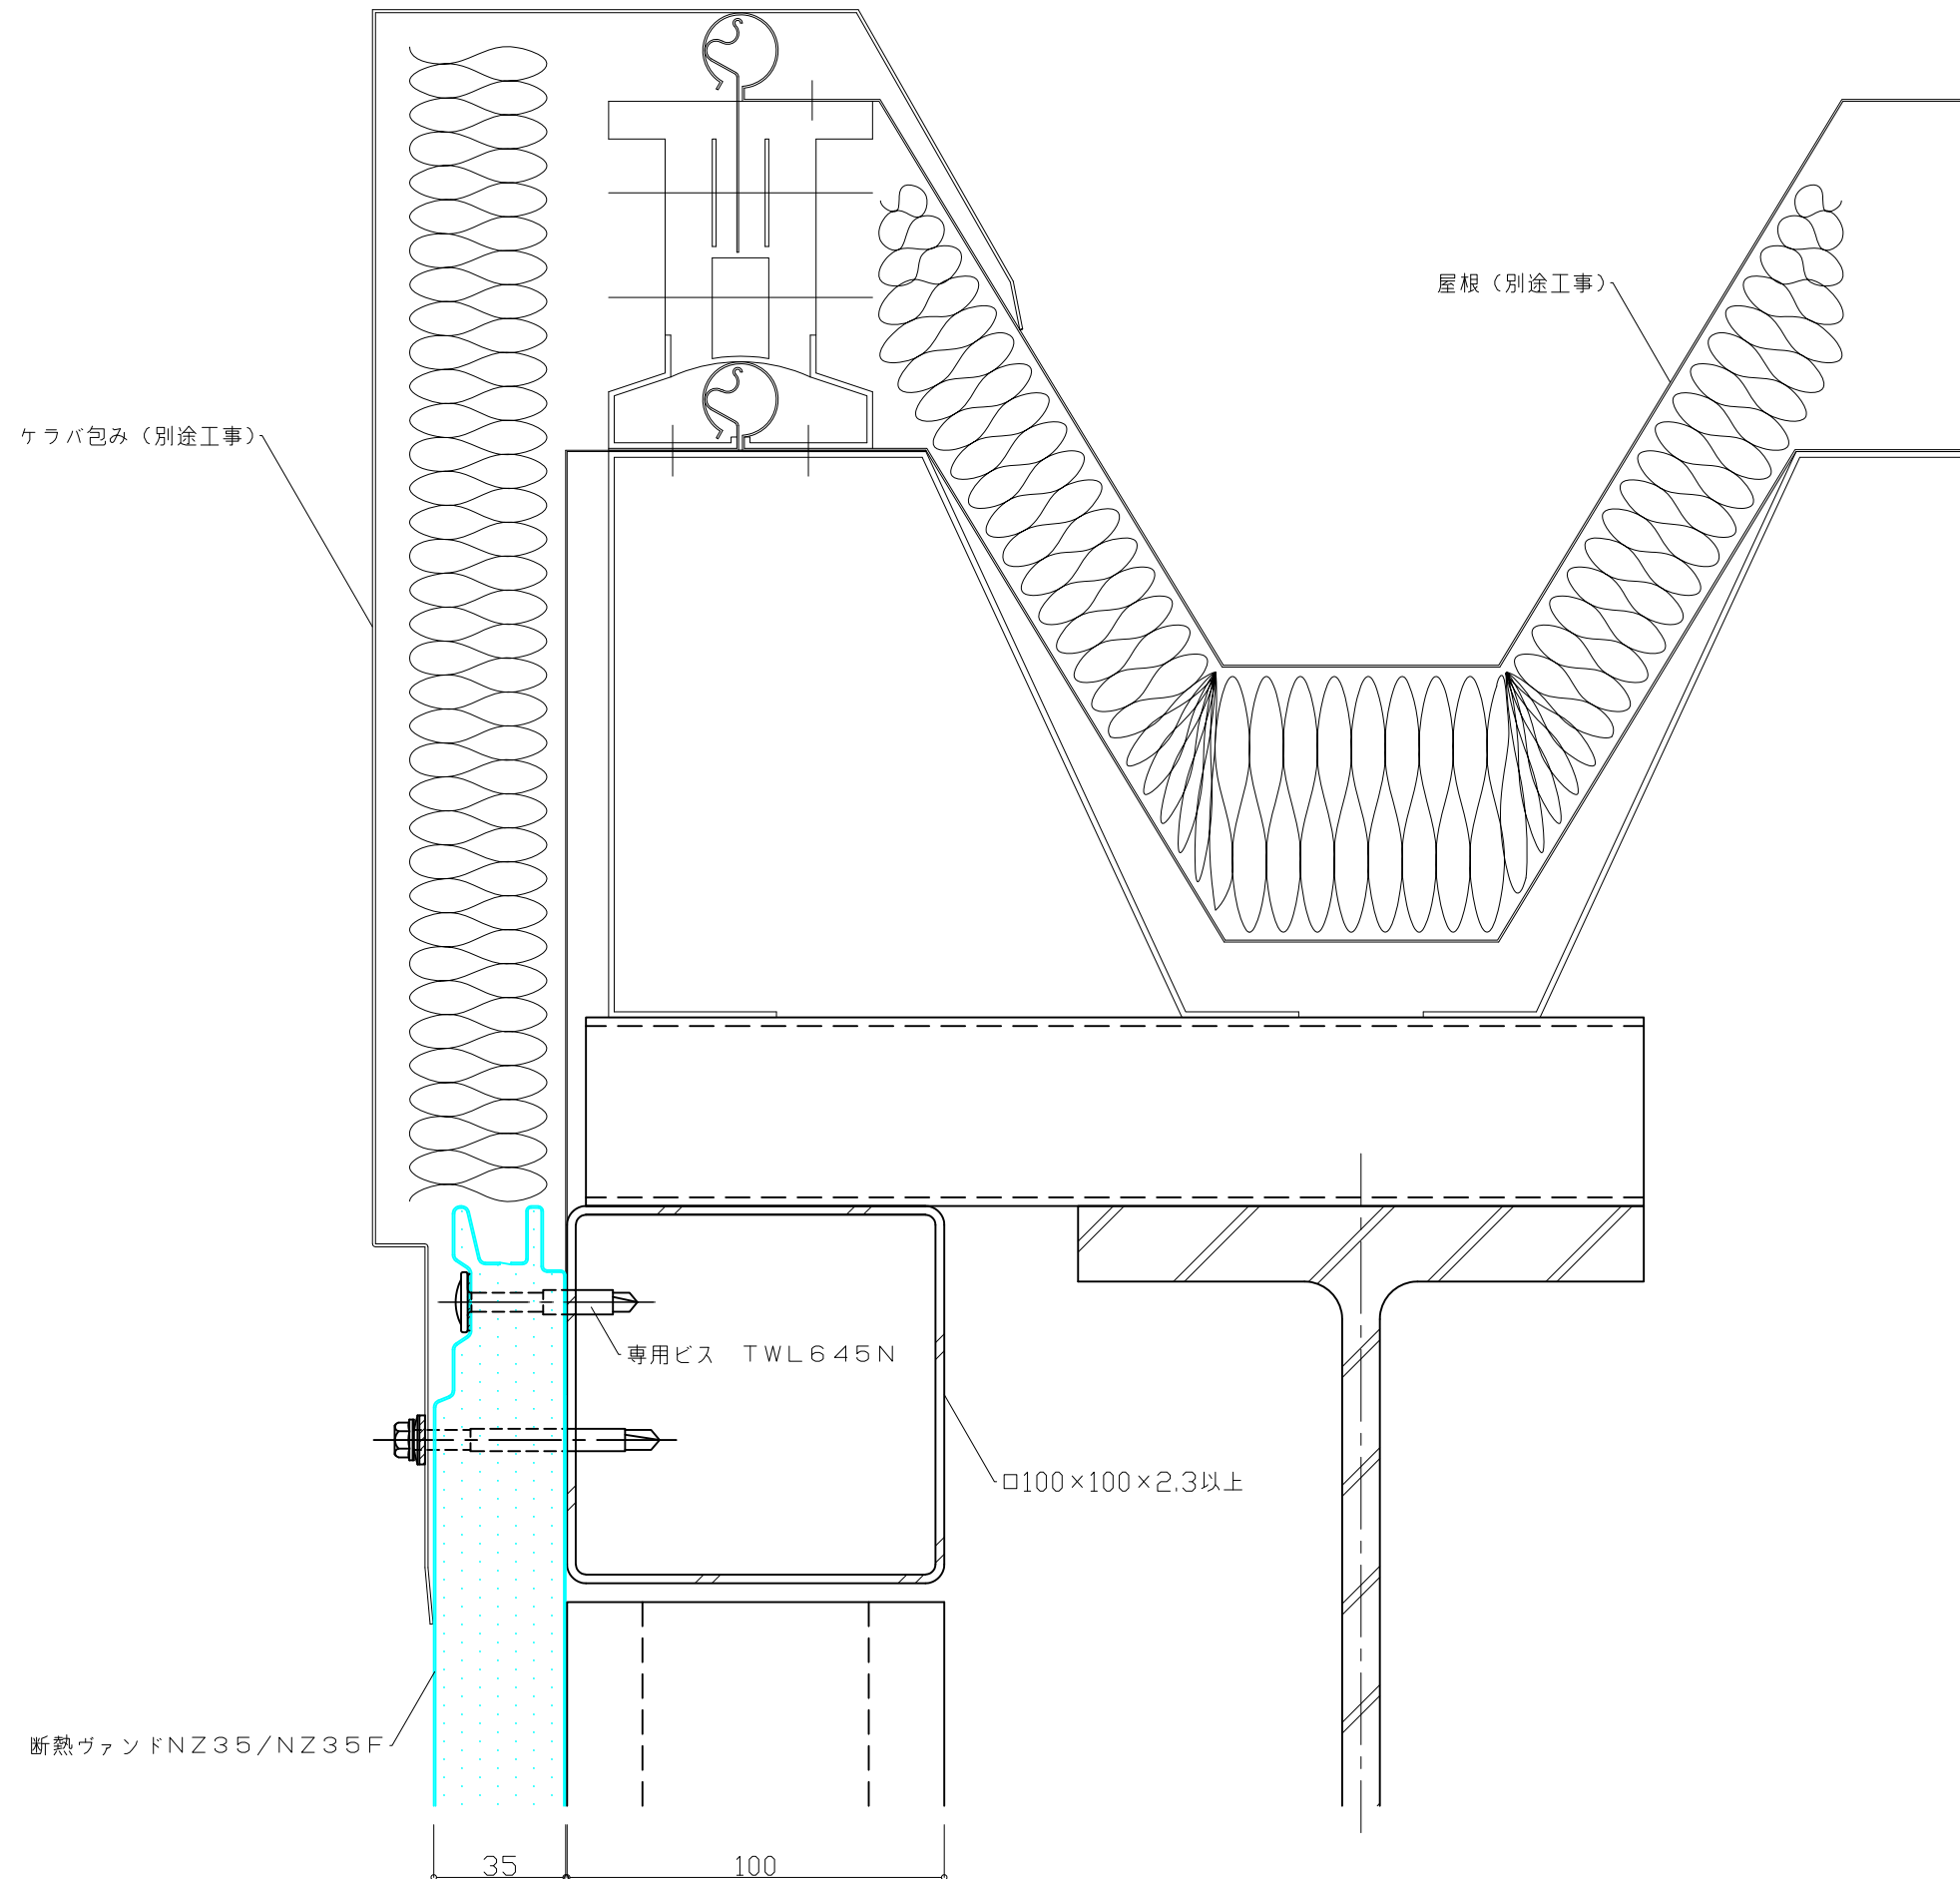 屋根（別途工事）
ケラバ包み（別途工事）
専用ビス　ＴＷＬ６４５Ｎ
□100×100×2.3以上
断熱ヴァンドＮＺ３５／ＮＺ３５Ｆ
35
100